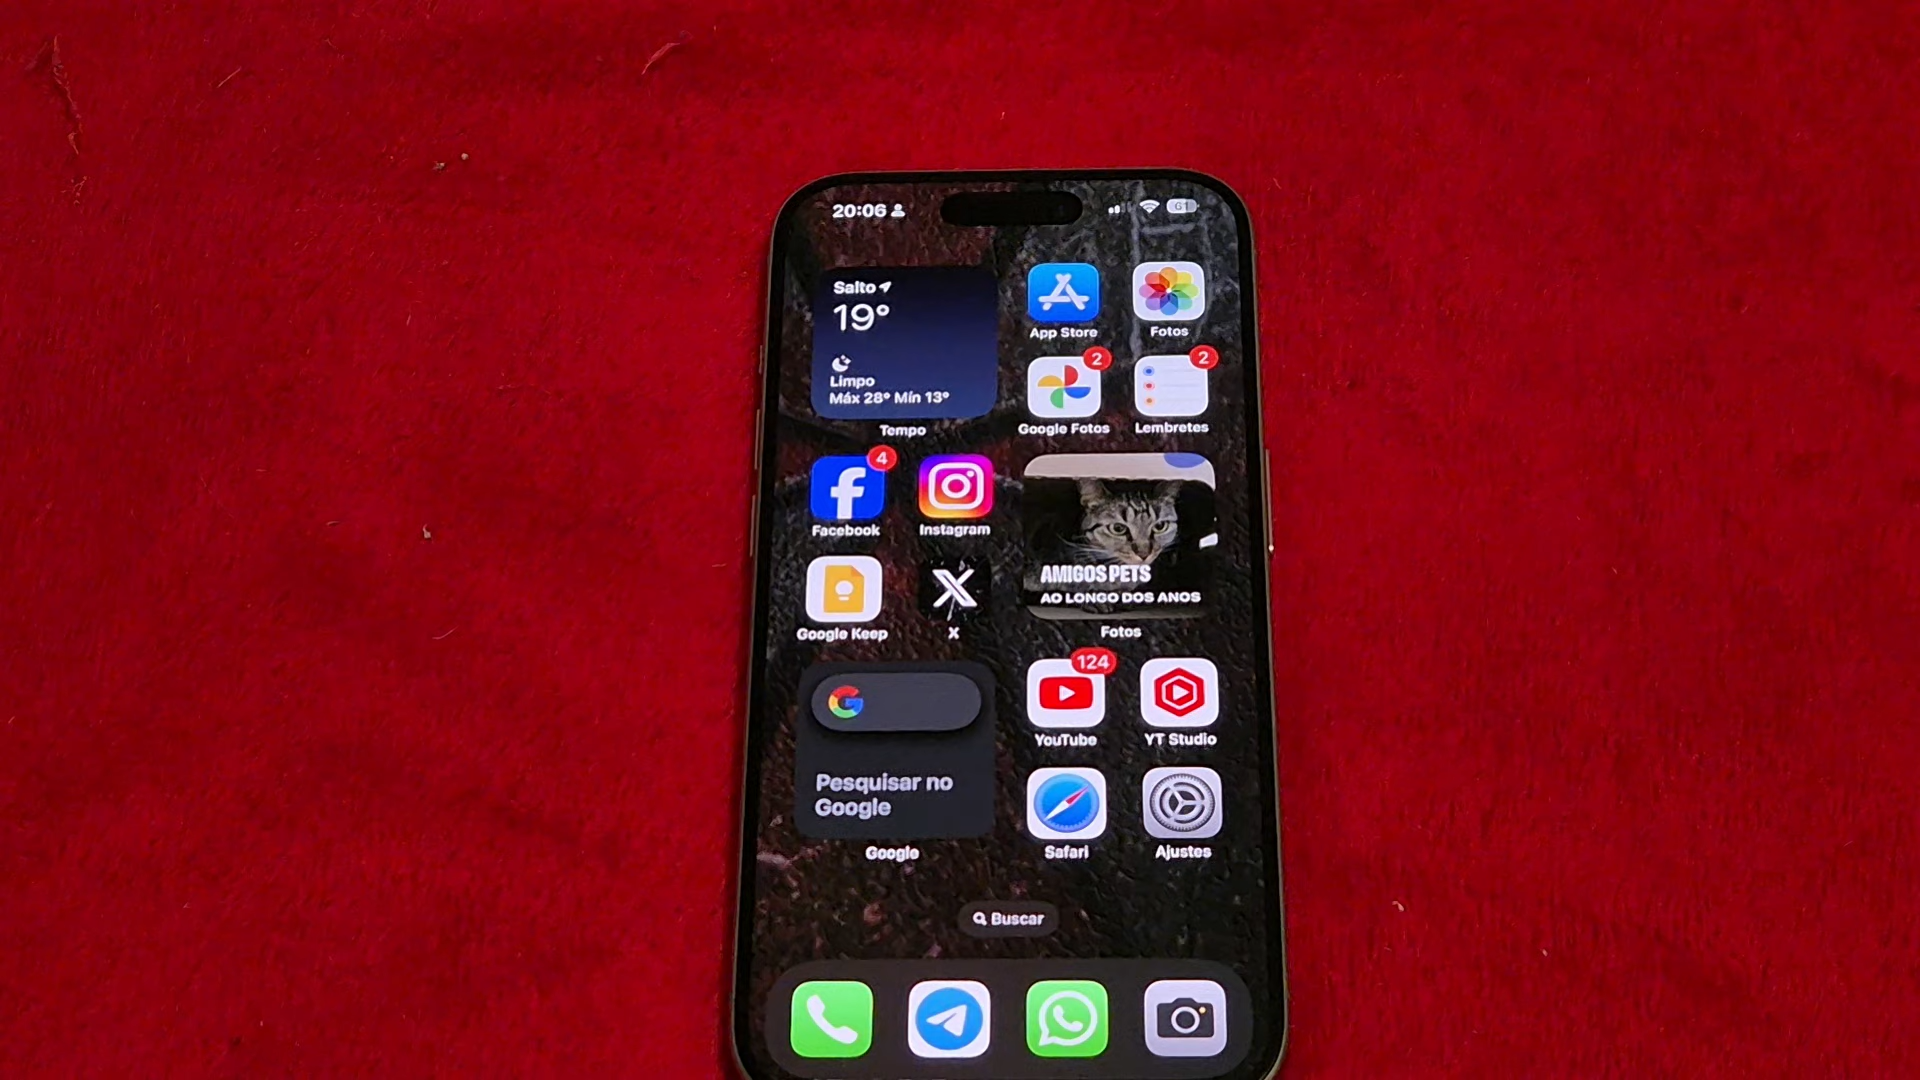 20:06
61
Salto
19°
Limpo
Máx 28° Mín 13°
Tempo
App Store
Fotos
2
Google Fotos
2
Lembretes
4
Facebook
Instagram
AMIGOS PETS
AO LONGO DOS ANOS
Fotos
Google Keep
X
Pesquisar no
Google
Google
124
YouTube
YT Studio
Safari
Ajustes
Buscar